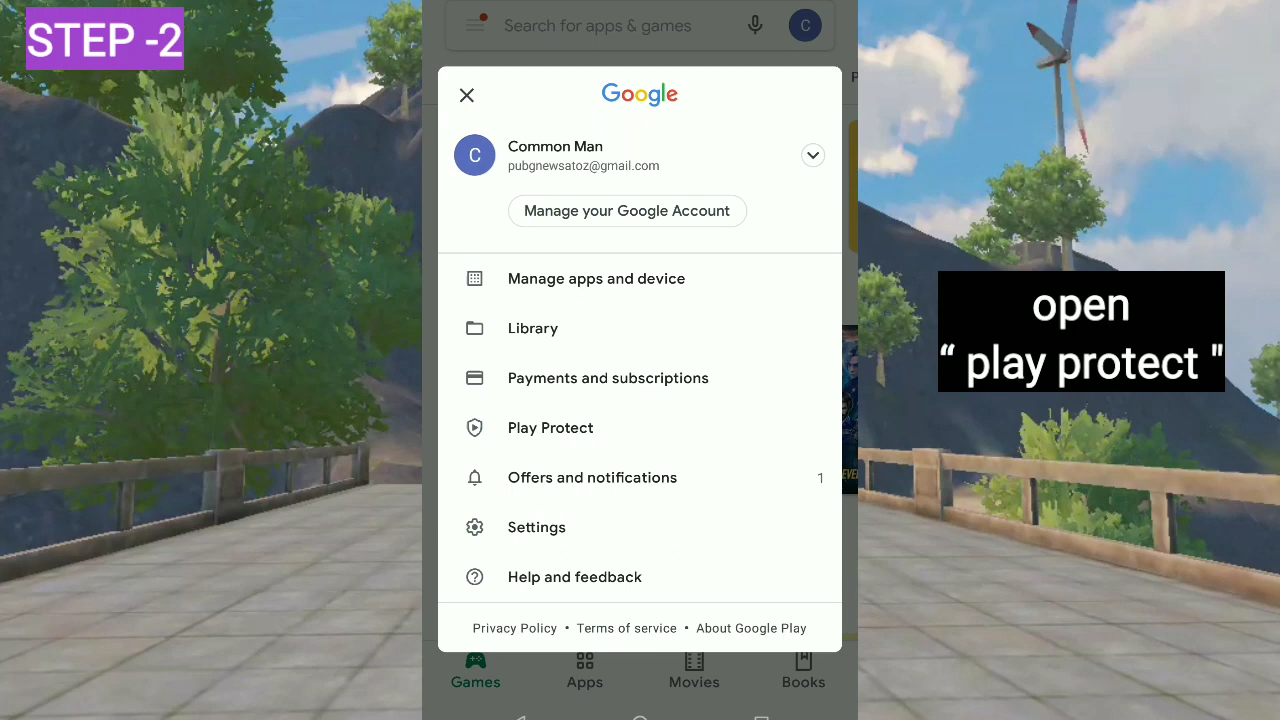 STEP -2
Search for apps & games
C
Google
C
Common Man
pubgnewsatoz@gmail.com
Manage your Google Account
Manage apps and device
Library
Payments and subscriptions
Play Protect
Offers and notifications 1
Settings
Help and feedback
Privacy Policy • Terms of service • About Google Play
Games Apps Movies Books
open
“ play protect "